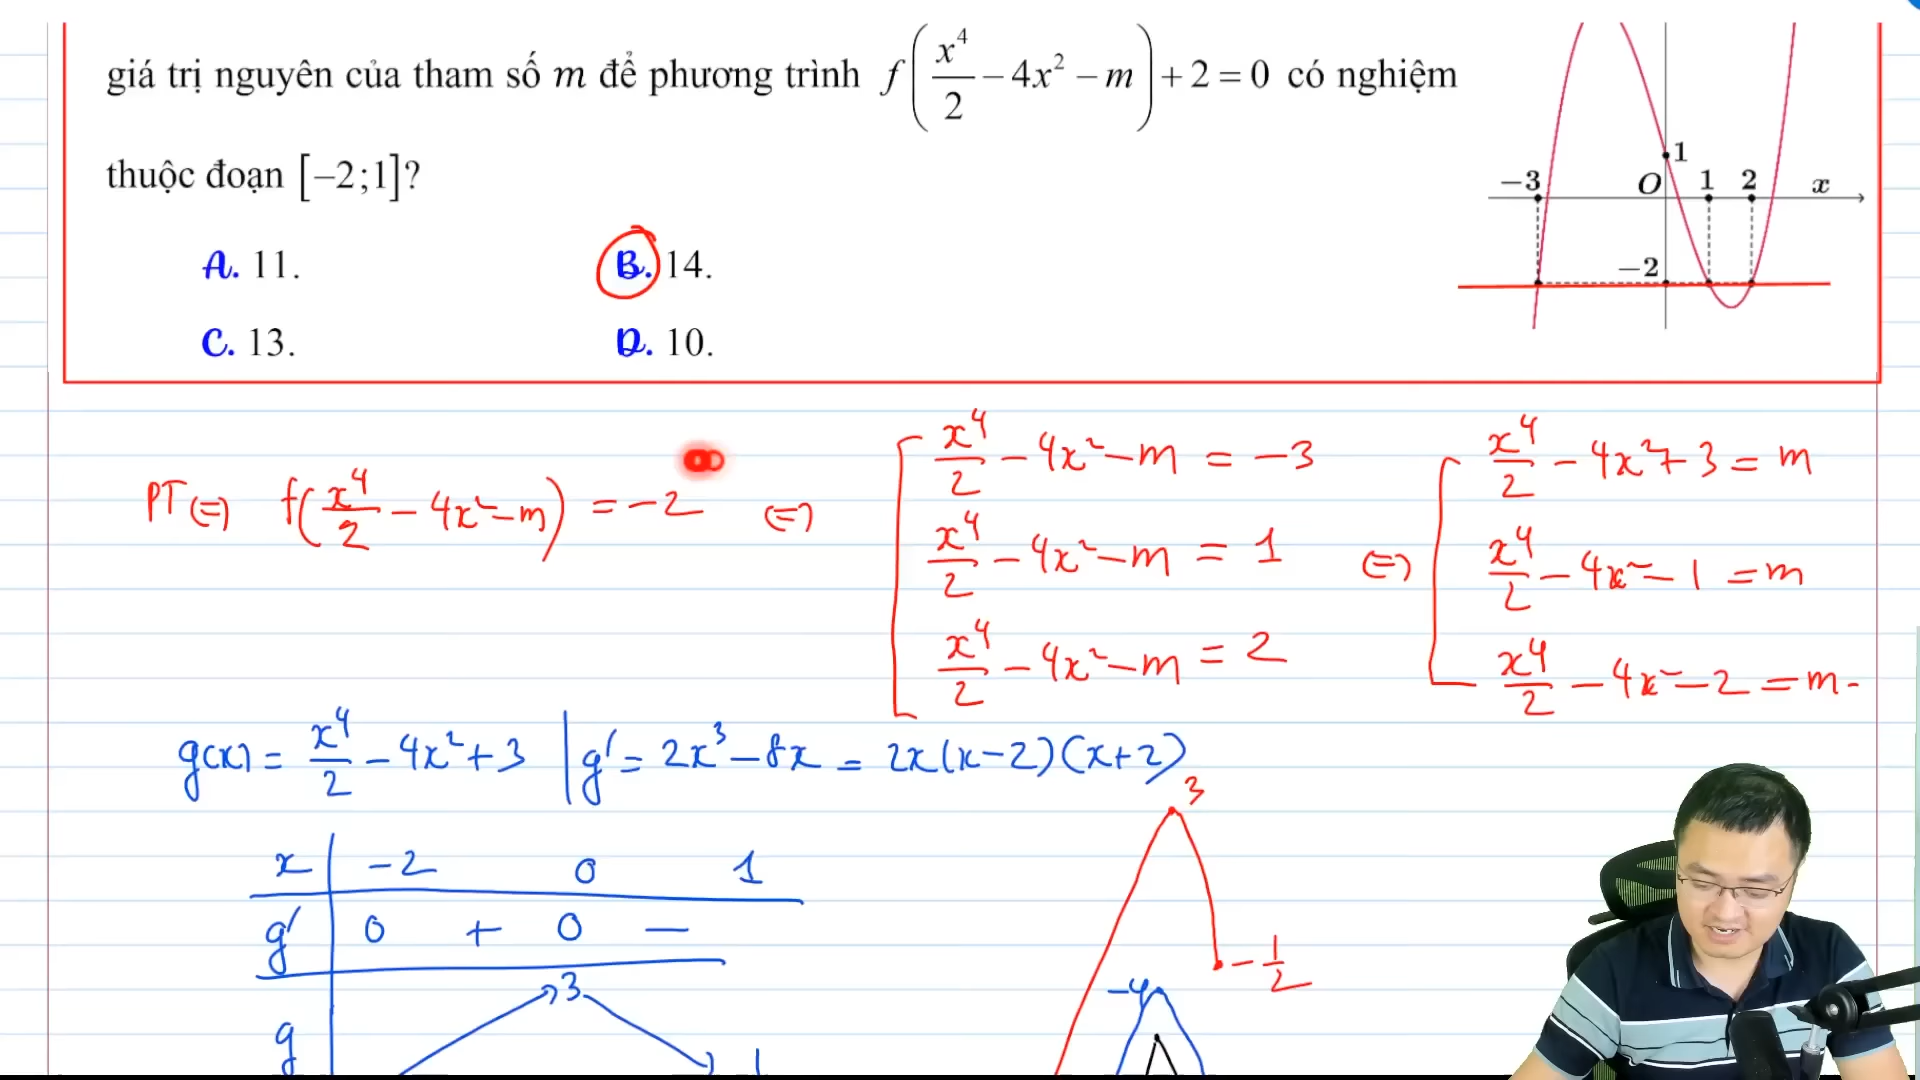 giá trị nguyên của tham số m để phương trình f(x⁴/2 − 4x² − m) + 2 = 0 có nghiệm
thuộc đoạn [−2;1]?
A. 11.
B. 14.
C. 13.
D. 10.
1
−3
O
1
2
x
−2
PT ⇔ f(x⁴/2 − 4x² − m) = −2 ⇔
x⁴/2 − 4x² − m = −3
x⁴/2 − 4x² − m = 1
x⁴/2 − 4x² − m = 2
⇔
x⁴/2 − 4x² + 3 = m
x⁴/2 − 4x² − 1 = m
x⁴/2 − 4x² − 2 = m.
g(x) = x⁴/2 − 4x² + 3 | g' = 2x³ − 8x = 2x(x−2)(x+2)
x −2 0 1
g' 0 + 0 −
g 3
3
−1/2
−4